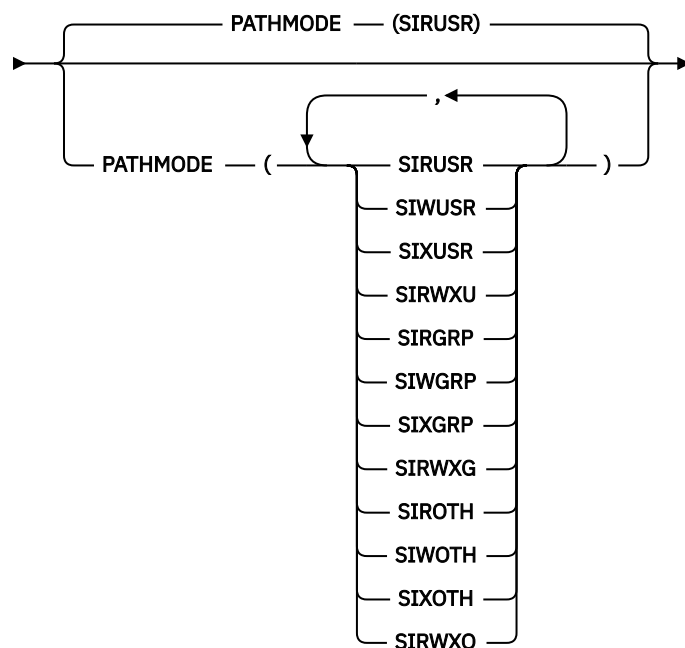 PATHMODE (SIRUSR)
,
PATHMODE ( SIRUSR )
SIWUSR
SIXUSR
SIRWXU
SIRGRP
SIWGRP
SIXGRP
SIRWXG
SIROTH
SIWOTH
SIXOTH
SIRWXO